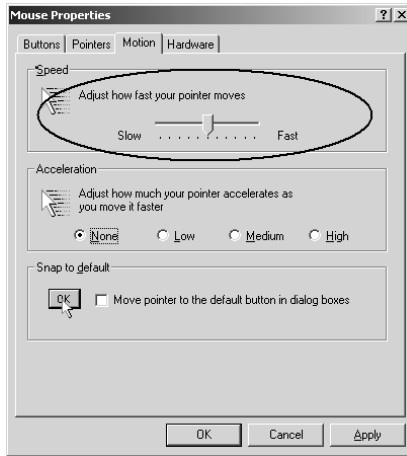 Mouse Properties
Buttons Pointers Motion Hardware
Speed
Adjust how fast your pointer moves
Slow Fast
Acceleration
Adjust how much your pointer accelerates as
you move it faster
None Low Medium High
Snap to default
OK Move pointer to the default button in dialog boxes
OK Cancel Apply